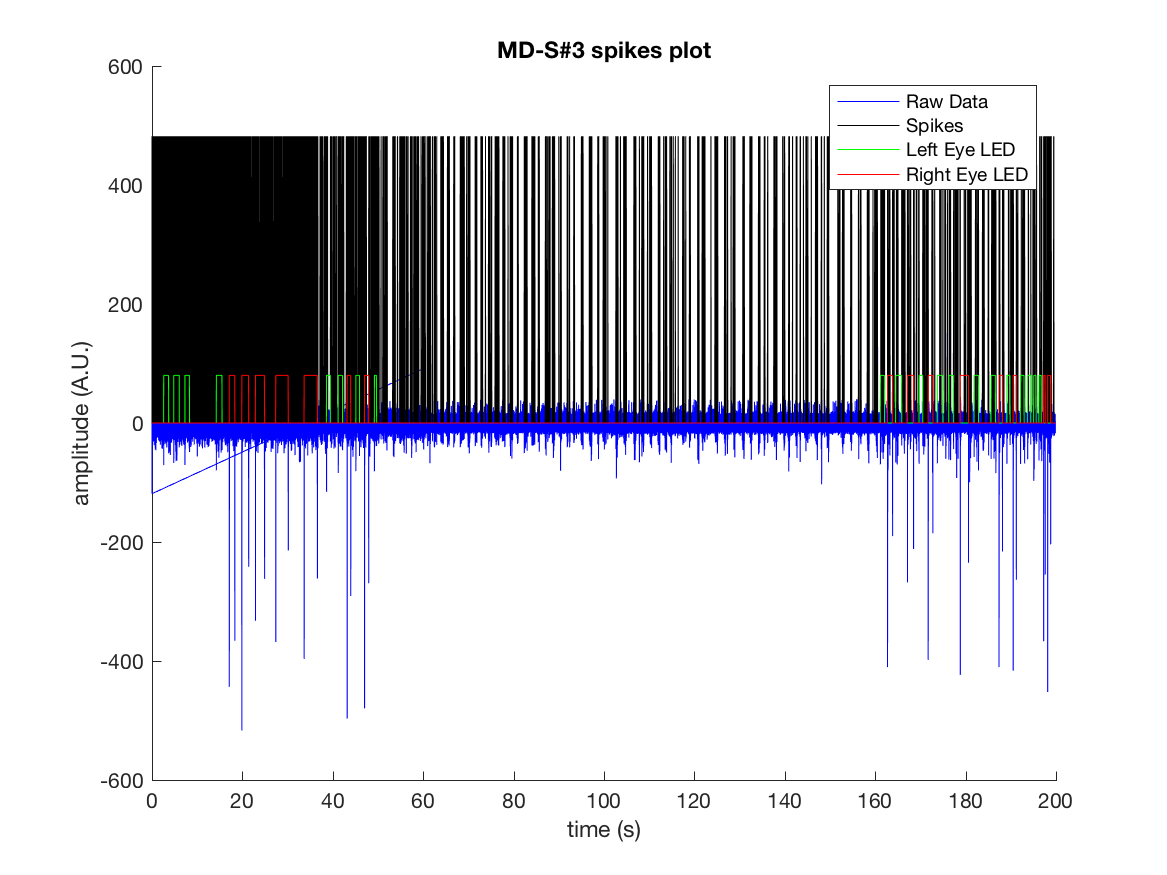 MD-S#3 spikes plot
600
400
200
0
-200
-400
-600
amplitude (A.U.)
Raw Data
Spikes
Left Eye LED
Right Eye LED
0 20 40 60 80 100 120 140 160 180 200
time (s)